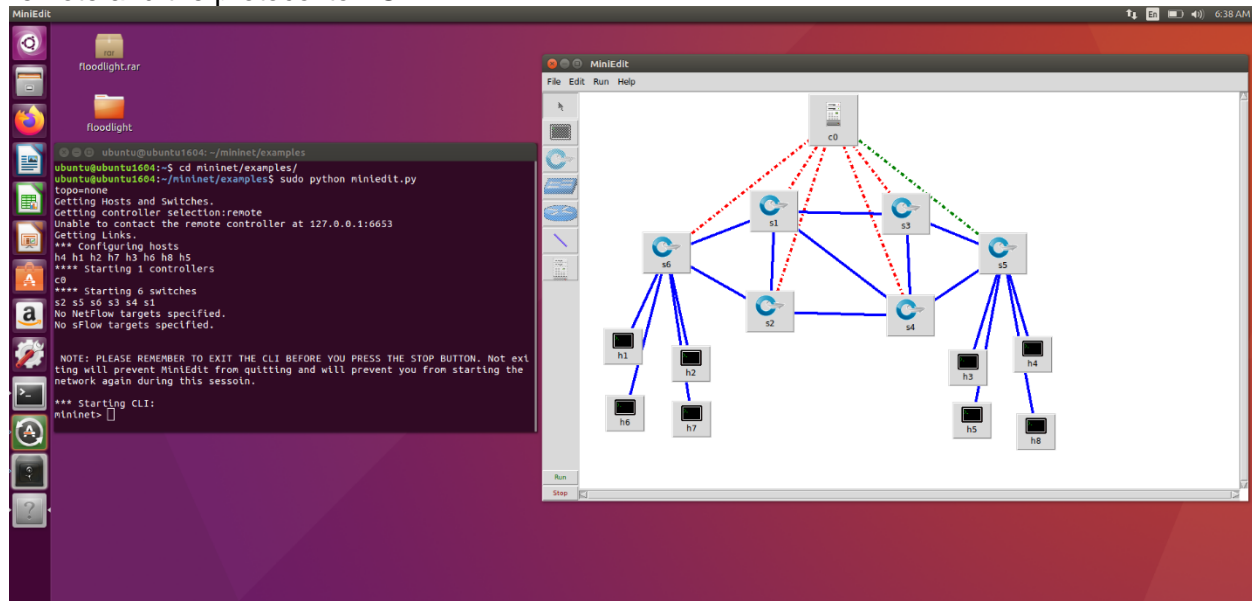 MiniEdit
En
6:38 AM
rar
floodlight.rar
floodlight
ubuntu@ubuntu1604: ~/mininet/examples
ubuntu@ubuntu1604:~$ cd mininet/examples/
ubuntu@ubuntu1604:~/mininet/examples$ sudo python miniedit.py
topo=none
Getting Hosts and Switches.
Getting controller selection:remote
Unable to contact the remote controller at 127.0.0.1:6653
Getting Links.
*** Configuring hosts
h4 h1 h2 h7 h3 h6 h8 h5
**** Starting 1 controllers
c0
**** Starting 6 switches
s2 s5 s6 s3 s4 s1
No NetFlow targets specified.
No sFlow targets specified.
NOTE: PLEASE REMEMBER TO EXIT THE CLI BEFORE YOU PRESS THE STOP BUTTON. Not exi
ting will prevent MiniEdit from quitting and will prevent you from starting the
network again during this sessoin.
*** Starting CLI:
mininet>
MiniEdit
File Edit Run Help
c0
s1
s3
s6
s5
s2
s4
h1
h2
h3
h4
h6
h7
h5
h8
Run
Stop